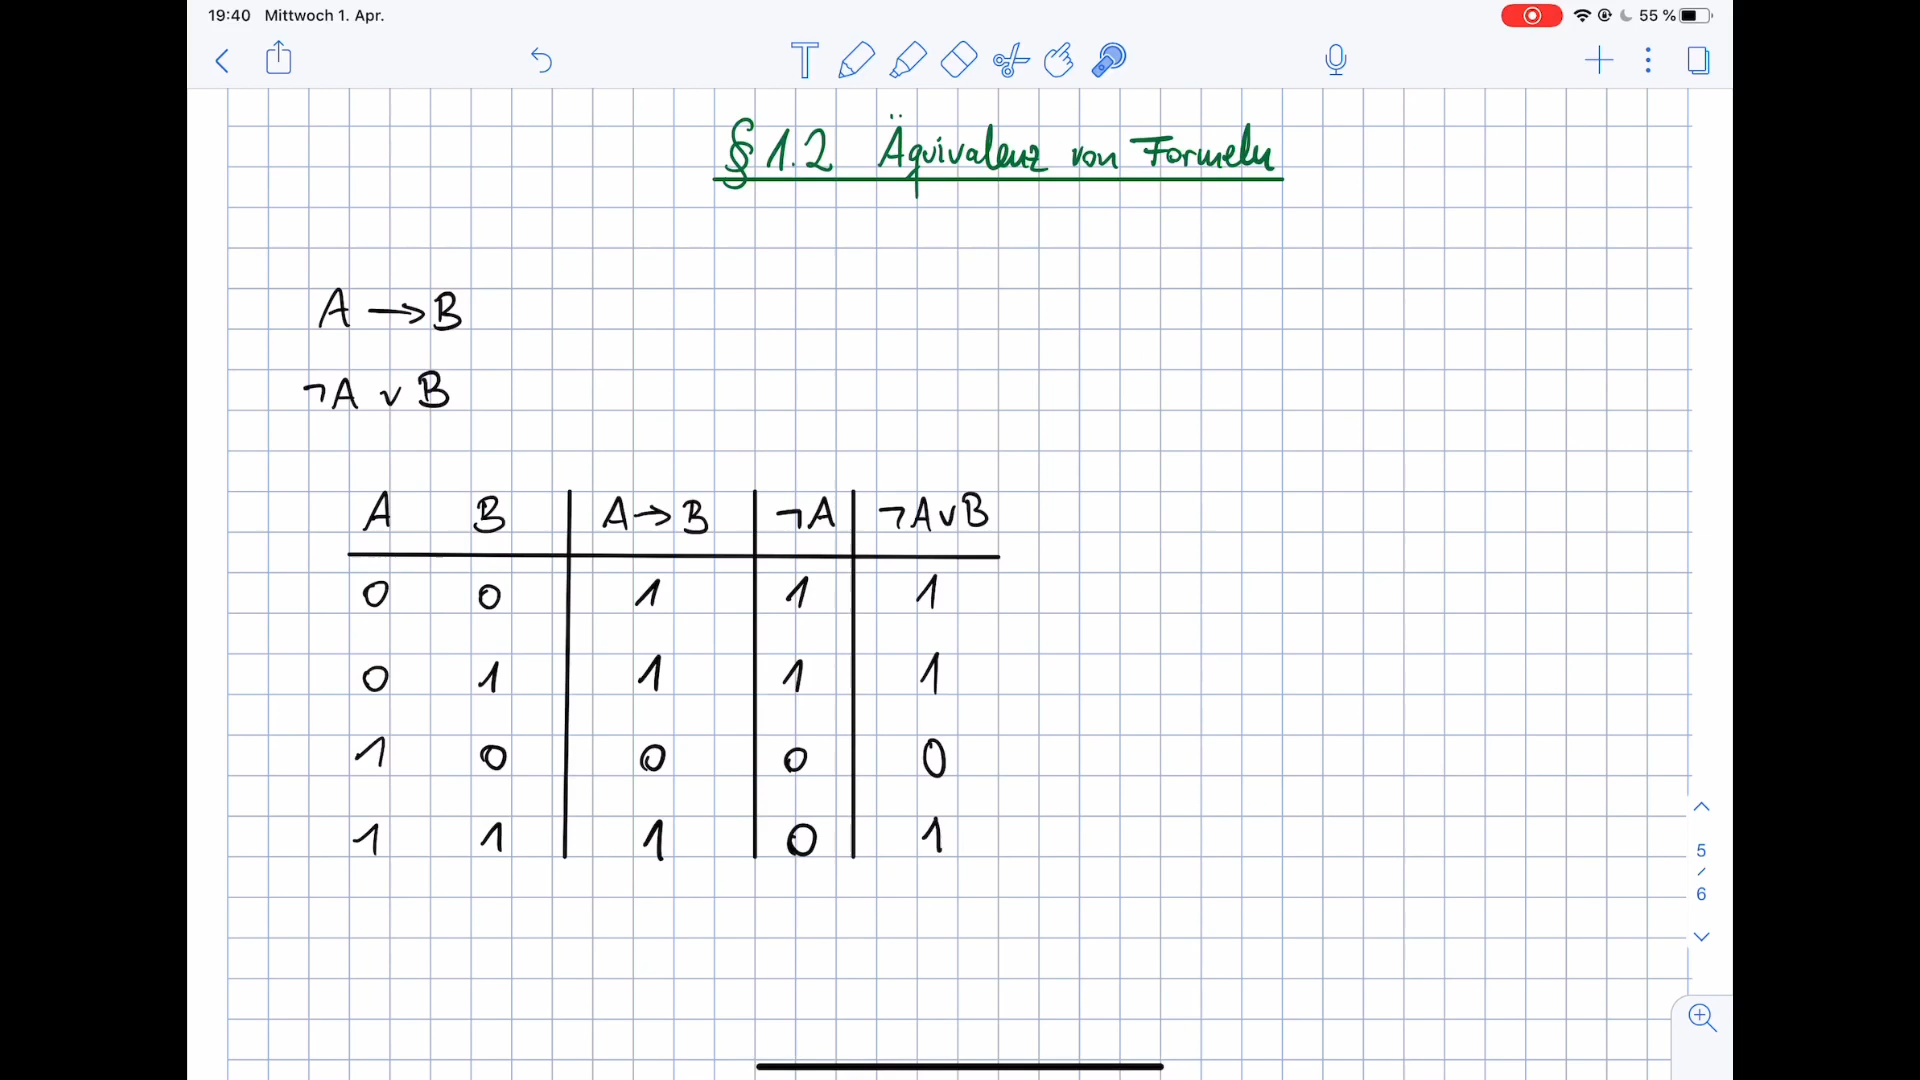 19:40 Mittwoch 1. Apr. 55 %
§ 1.2 Äquivalenz von Formeln
A → B
¬A ∨ B
A B A→B ¬A ¬A∨B
0 0 1 1 1
0 1 1 1 1
1 0 0 0 0
1 1 1 0 1
5
/
6